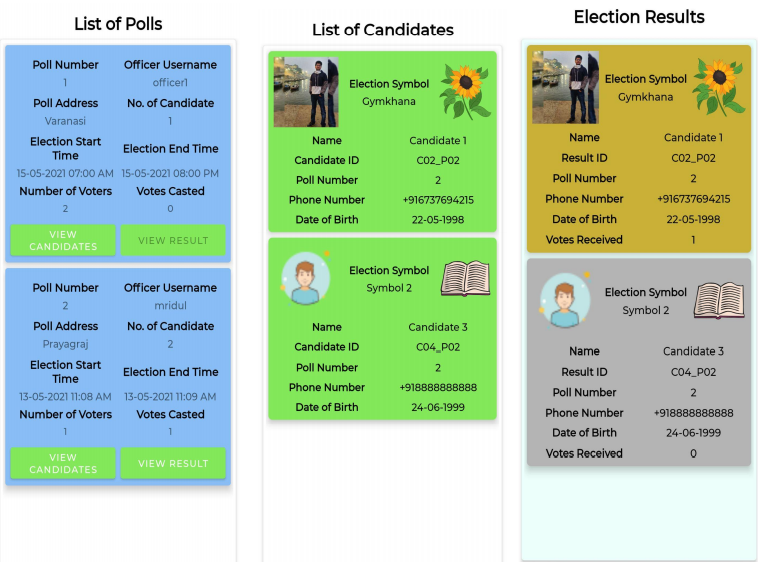 List of Polls
Poll Number Officer Username
1 officer1
Poll Address No. of Candidate
Varanasi 1
Election Start
Time Election End Time
15-05-2021 07:00 AM 15-05-2021 08:00 PM
Number of Voters Votes Casted
2 0
VIEW
CANDIDATES VIEW RESULT
Poll Number Officer Username
2 mridul
Poll Address No. of Candidate
Prayagraj 2
Election Start
Time Election End Time
13-05-2021 11:08 AM 13-05-2021 11:09 AM
Number of Voters Votes Casted
1 1
VIEW
CANDIDATES VIEW RESULT
List of Candidates
Election Symbol
Gymkhana
Name Candidate 1
Candidate ID C02_P02
Poll Number 2
Phone Number +916737694215
Date of Birth 22-05-1998
Election Symbol
Symbol 2
Name Candidate 3
Candidate ID C04_P02
Poll Number 2
Phone Number +918888888888
Date of Birth 24-06-1999
Election Results
Election Symbol
Gymkhana
Name Candidate 1
Result ID C02_P02
Poll Number 2
Phone Number +916737694215
Date of Birth 22-05-1998
Votes Received 1
Election Symbol
Symbol 2
Name Candidate 3
Result ID C04_P02
Poll Number 2
Phone Number +918888888888
Date of Birth 24-06-1999
Votes Received 0